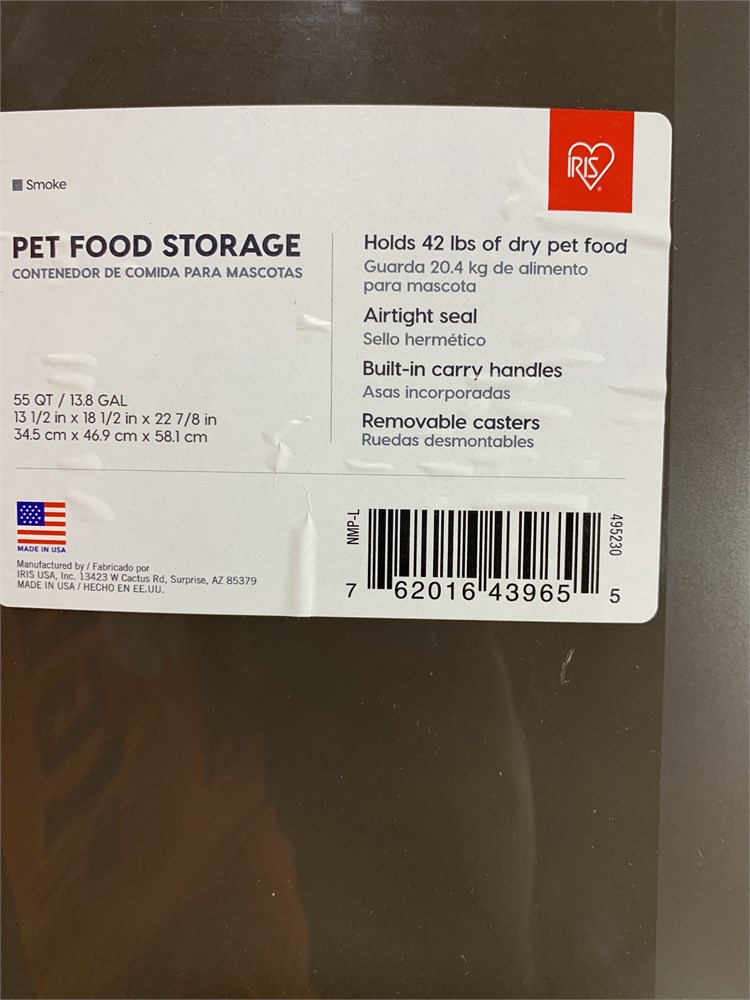 IRIS
Smoke
PET FOOD STORAGE
CONTENEDOR DE COMIDA PARA MASCOTAS
55 QT / 13.8 GAL
13 1/2 in x 18 1/2 in x 22 7/8 in
34.5 cm x 46.9 cm x 58.1 cm
Holds 42 lbs of dry pet food
Guarda 20.4 kg de alimento
para mascota
Airtight seal
Sello hermético
Built-in carry handles
Asas incorporadas
Removable casters
Ruedas desmontables
MADE IN USA
Manufactured by / Fabricado por
IRIS USA, Inc. 13423 W Cactus Rd, Surprise, AZ 85379
MADE IN USA / HECHO EN EE.UU.
NMP-L
495230
7 62016 43965 5